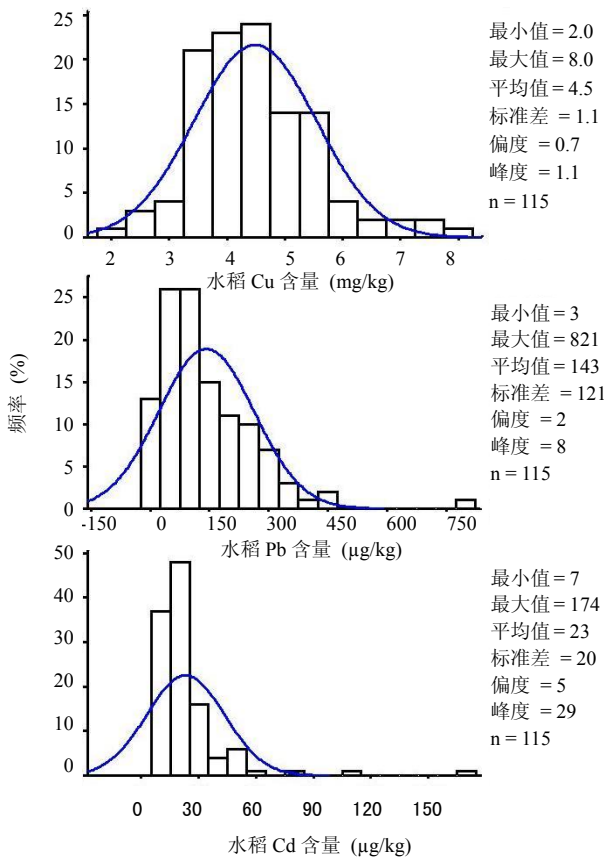 25
20
15
10
5
0
2 3 4 5 6 7 8
水稻 Cu 含量 (mg/kg)
最小值 = 2.0
最大值 = 8.0
平均值 = 4.5
标准差 = 1.1
偏度 = 0.7
峰度 = 1.1
n = 115
频率 (%)
25
20
15
10
5
0
-150 0 150 300 450 600 750
水稻 Pb 含量 (µg/kg)
最小值 = 3
最大值 = 821
平均值 = 143
标准差 = 121
偏度 = 2
峰度 = 8
n = 115
50
40
30
20
10
0
0 30 60 90 120 150
水稻 Cd 含量 (µg/kg)
最小值 = 7
最大值 = 174
平均值 = 23
标准差 = 20
偏度 = 5
峰度 = 29
n = 115